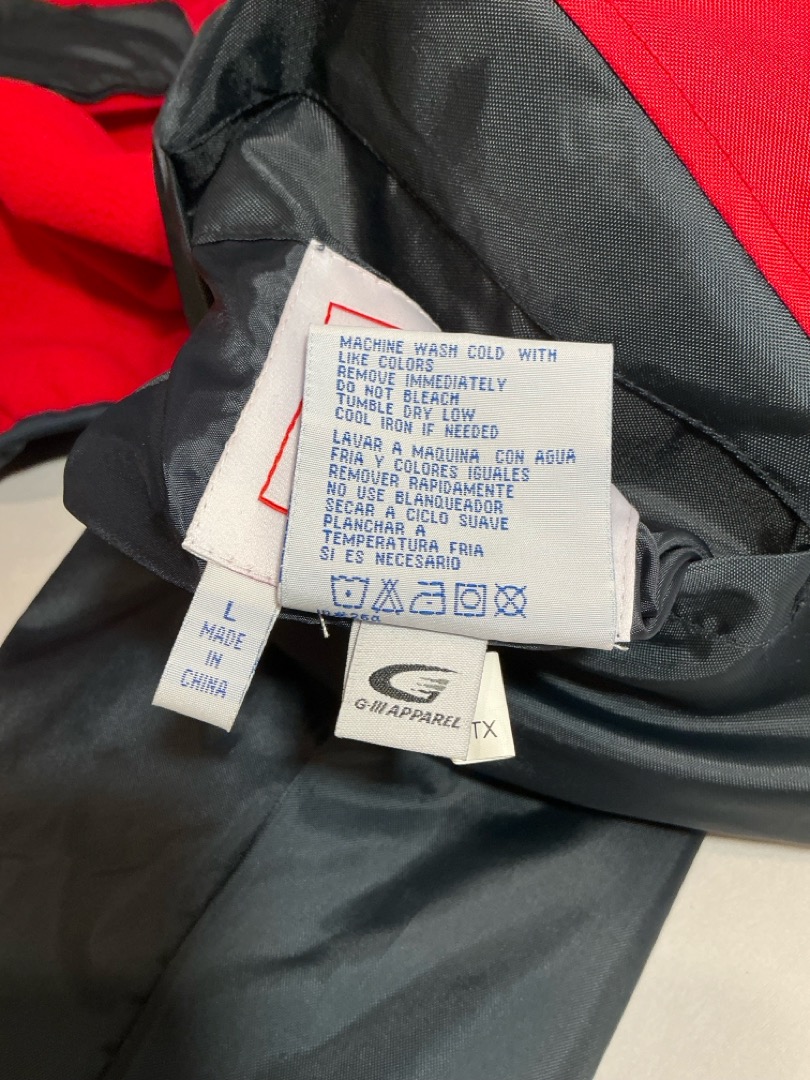 MACHINE WASH COLD WITH
LIKE COLORS
REMOVE IMMEDIATELY
DO NOT BLEACH
TUMBLE DRY LOW
COOL IRON IF NEEDED
LAVAR A MAQUINA CON AGUA
FRIA Y COLORES IGUALES
REMOVER RAPIDAMENTE
NO USE BLANQUEADOR
SECAR A CICLO SUAVE
PLANCHAR A
TEMPERATURA FRIA
SI ES NECESARIO
L
MADE
IN
CHINA
G-III APPAREL
TX